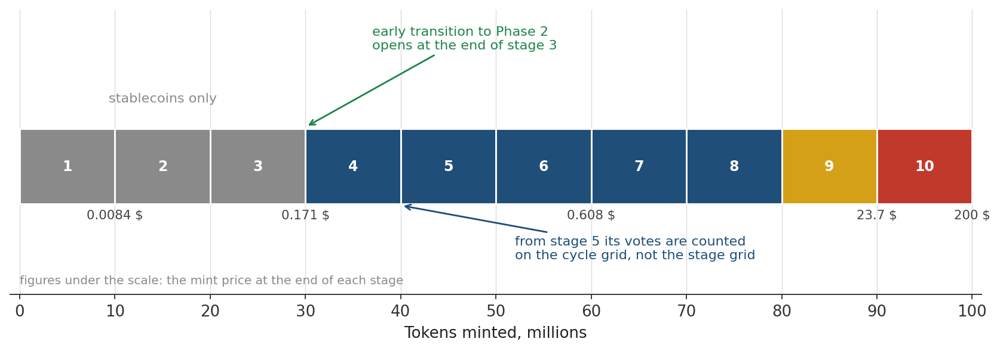 early transition to Phase 2
opens at the end of stage 3
stablecoins only
1 2 3 4 5 6 7 8 9 10
0.0084 $ 0.171 $ 0.608 $ 23.7 $ 200 $
from stage 5 its votes are counted
on the cycle grid, not the stage grid
figures under the scale: the mint price at the end of each stage
0 10 20 30 40 50 60 70 80 90 100
Tokens minted, millions